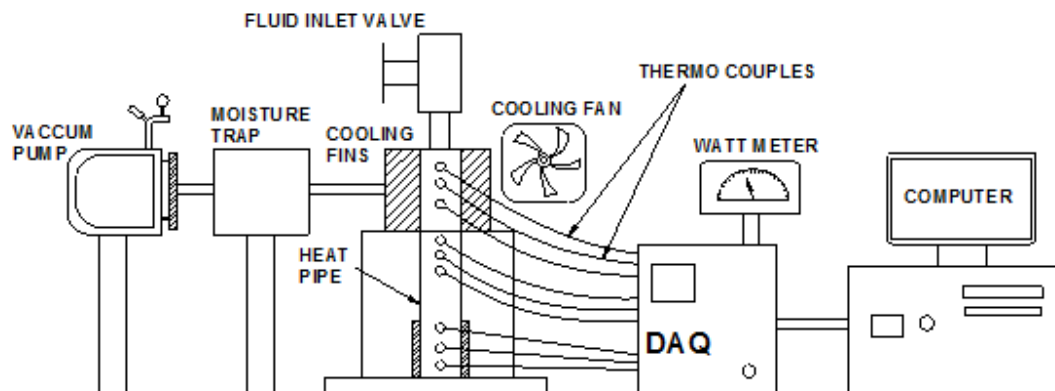 FLUID INLET VALVE
THERMO COUPLES
VACCUM
PUMP
MOISTURE
TRAP
COOLING
FINS
COOLING FAN
WATT METER
COMPUTER
HEAT
PIPE
DAQ